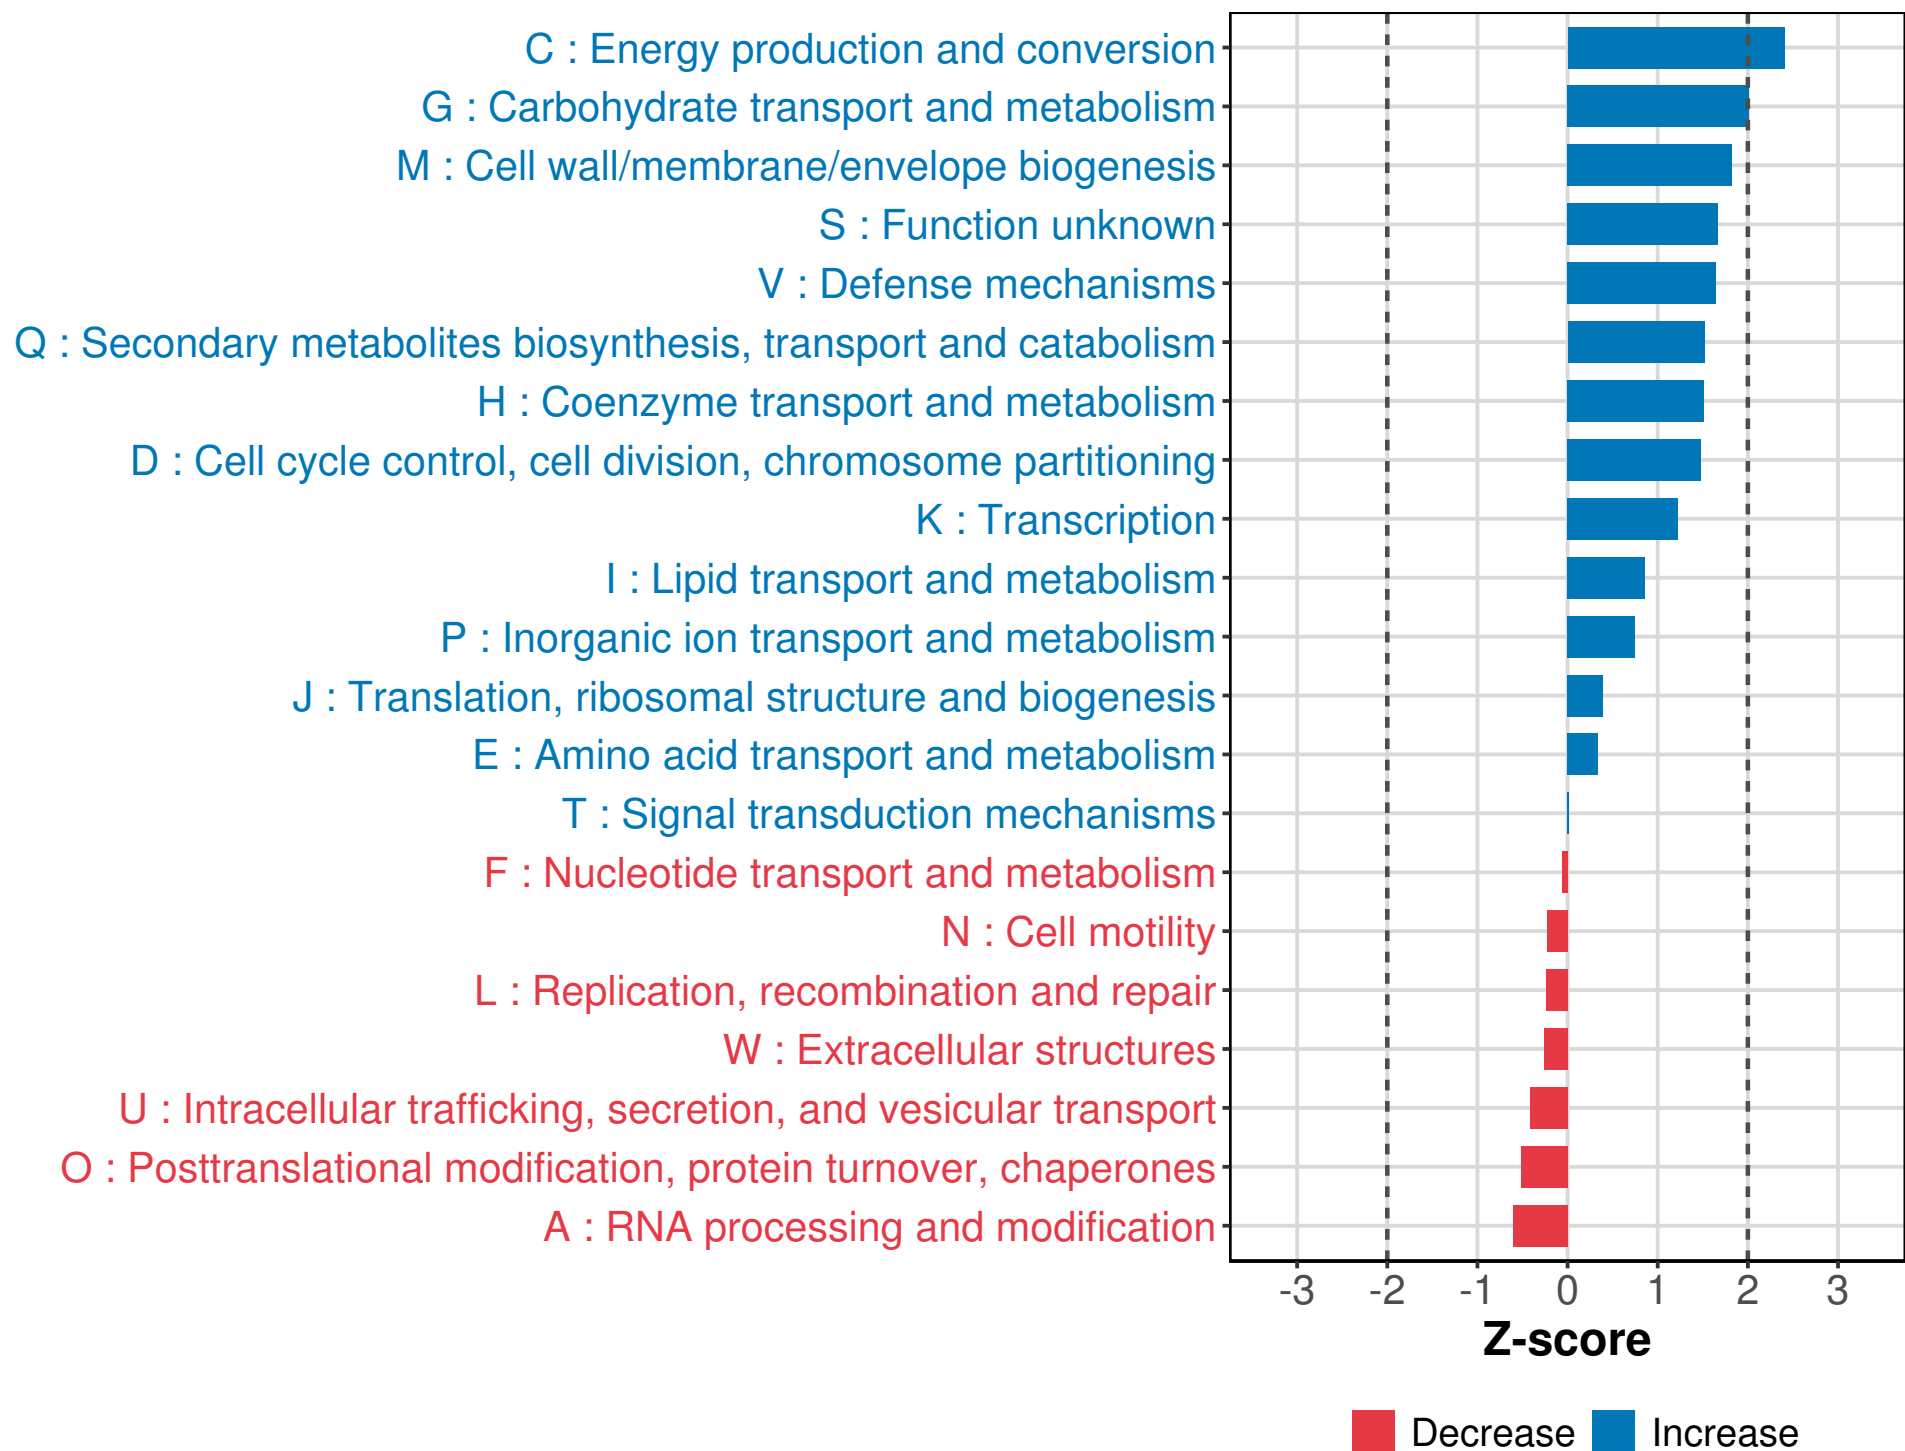 C : Energy production and conversion
G : Carbohydrate transport and metabolism
M : Cell wall/membrane/envelope biogenesis
S : Function unknown
V : Defense mechanisms
Q : Secondary metabolites biosynthesis, transport and catabolism
H : Coenzyme transport and metabolism
D : Cell cycle control, cell division, chromosome partitioning
K : Transcription
I : Lipid transport and metabolism
P : Inorganic ion transport and metabolism
J : Translation, ribosomal structure and biogenesis
E : Amino acid transport and metabolism
T : Signal transduction mechanisms
F : Nucleotide transport and metabolism
N : Cell motility
L : Replication, recombination and repair
W : Extracellular structures
U : Intracellular trafficking, secretion, and vesicular transport
O : Posttranslational modification, protein turnover, chaperones
A : RNA processing and modification
-3 -2 -1 0 1 2 3
Z-score
Decrease Increase